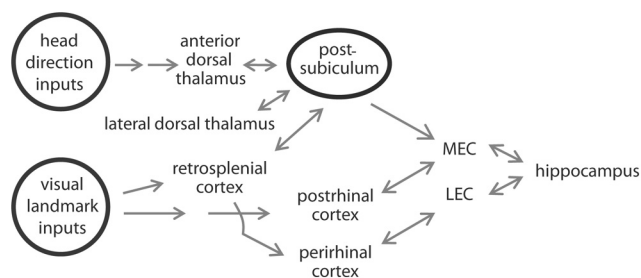 head
direction
inputs
anterior
dorsal
thalamus
post-
subiculum
lateral dorsal thalamus
MEC
hippocampus
visual
landmark
inputs
retrosplenial
cortex
postrhinal
cortex
LEC
perirhinal
cortex